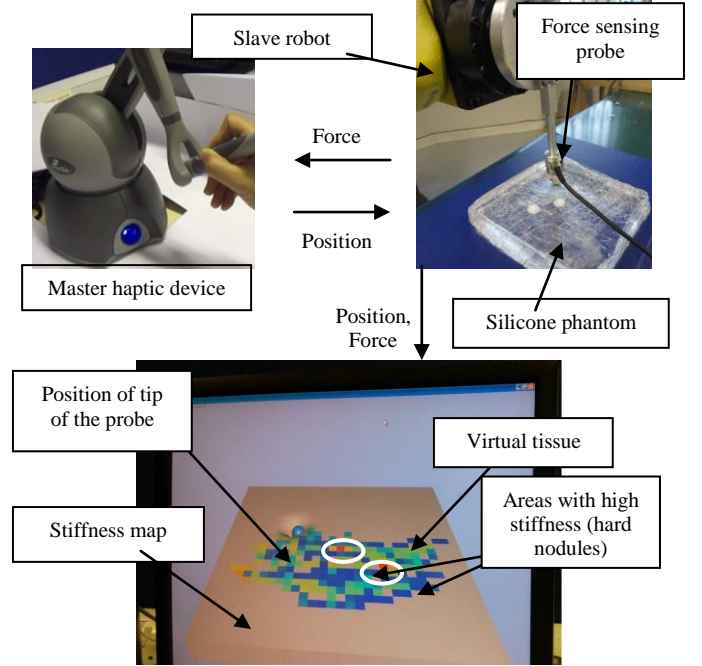 Slave robot
Force sensing
probe
Force
Position
Master haptic device
Silicone phantom
Position,
Force
Position of tip
of the probe
Virtual tissue
Areas with high
stiffness (hard
nodules)
Stiffness map